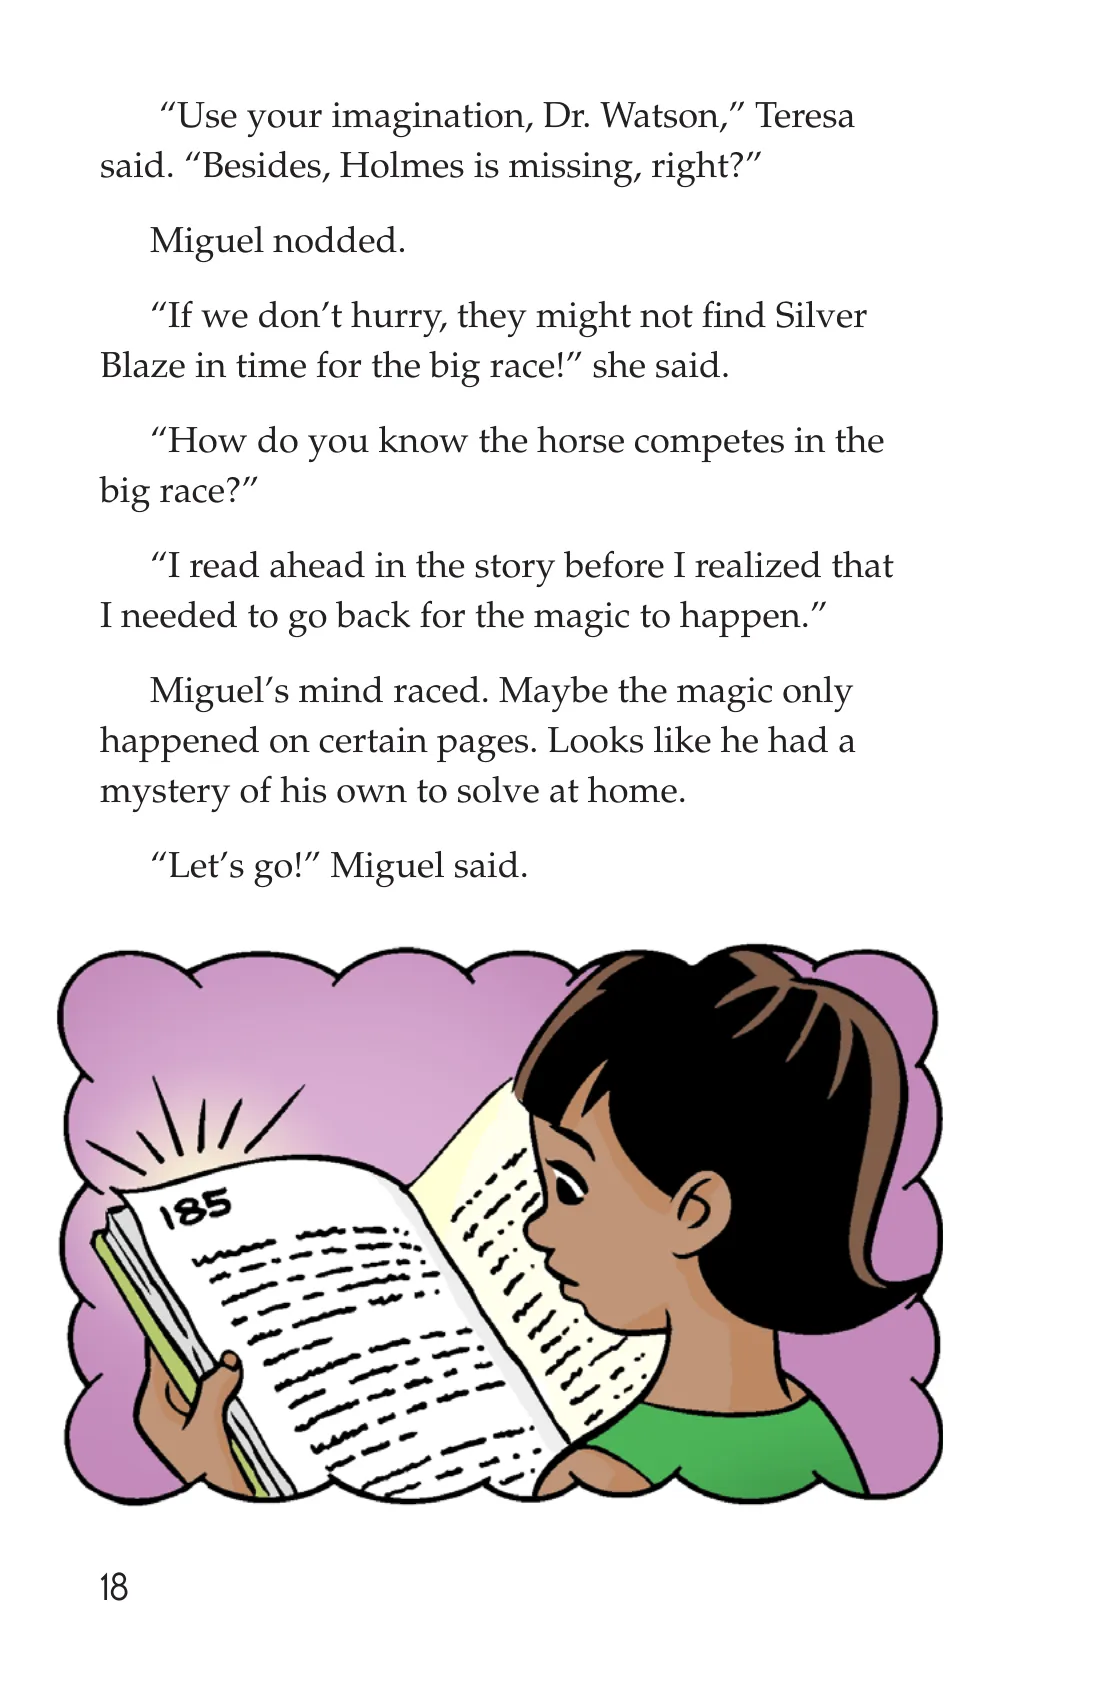 “Use your imagination, Dr. Watson,” Teresa
said. “Besides, Holmes is missing, right?”
Miguel nodded.
“If we don’t hurry, they might not find Silver
Blaze in time for the big race!” she said.
“How do you know the horse competes in the
big race?”
“I read ahead in the story before I realized that
I needed to go back for the magic to happen.”
Miguel’s mind raced. Maybe the magic only
happened on certain pages. Looks like he had a
mystery of his own to solve at home.
“Let’s go!” Miguel said.
185
18